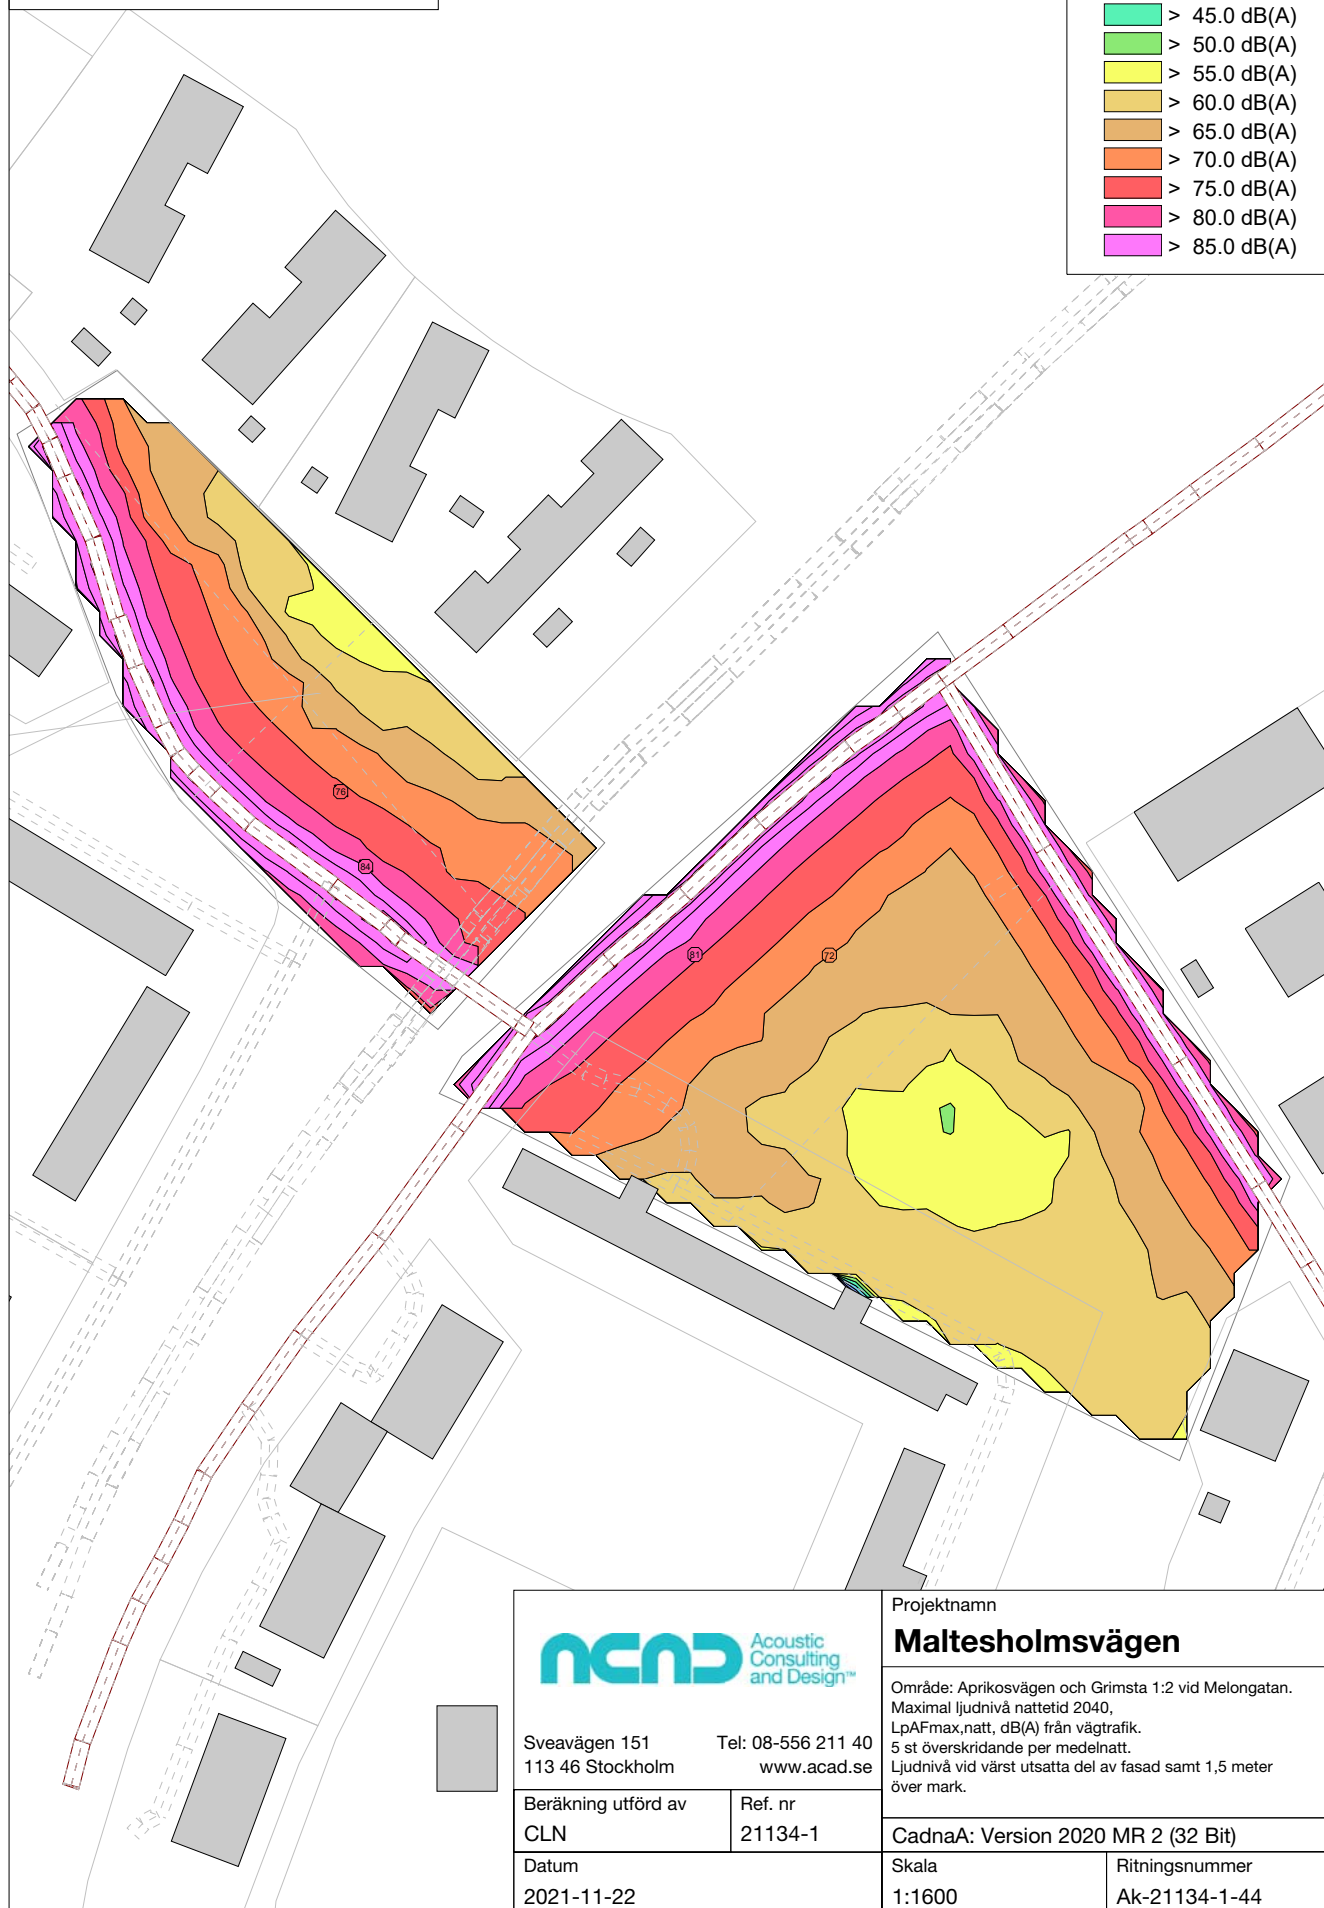 > 45.0 dB(A)
> 50.0 dB(A)
> 55.0 dB(A)
> 60.0 dB(A)
> 65.0 dB(A)
> 70.0 dB(A)
> 75.0 dB(A)
> 80.0 dB(A)
> 85.0 dB(A)
76
84
81
72
acad Acoustic
Consulting
and Design™
Sveavägen 151 Tel: 08-556 211 40
113 46 Stockholm www.acad.se
Beräkning utförd av
CLN
Ref. nr
21134-1
Datum
2021-11-22
Projektnamn
Maltesholmsvägen
Område: Aprikosvägen och Grimsta 1:2 vid Melongatan.
Maximal ljudnivå nattetid 2040,
LpAFmax,natt, dB(A) från vägtrafik.
5 st överskridande per medelnatt.
Ljudnivå vid värst utsatta del av fasad samt 1,5 meter
över mark.
CadnaA: Version 2020 MR 2 (32 Bit)
Skala
1:1600
Ritningsnummer
Ak-21134-1-44